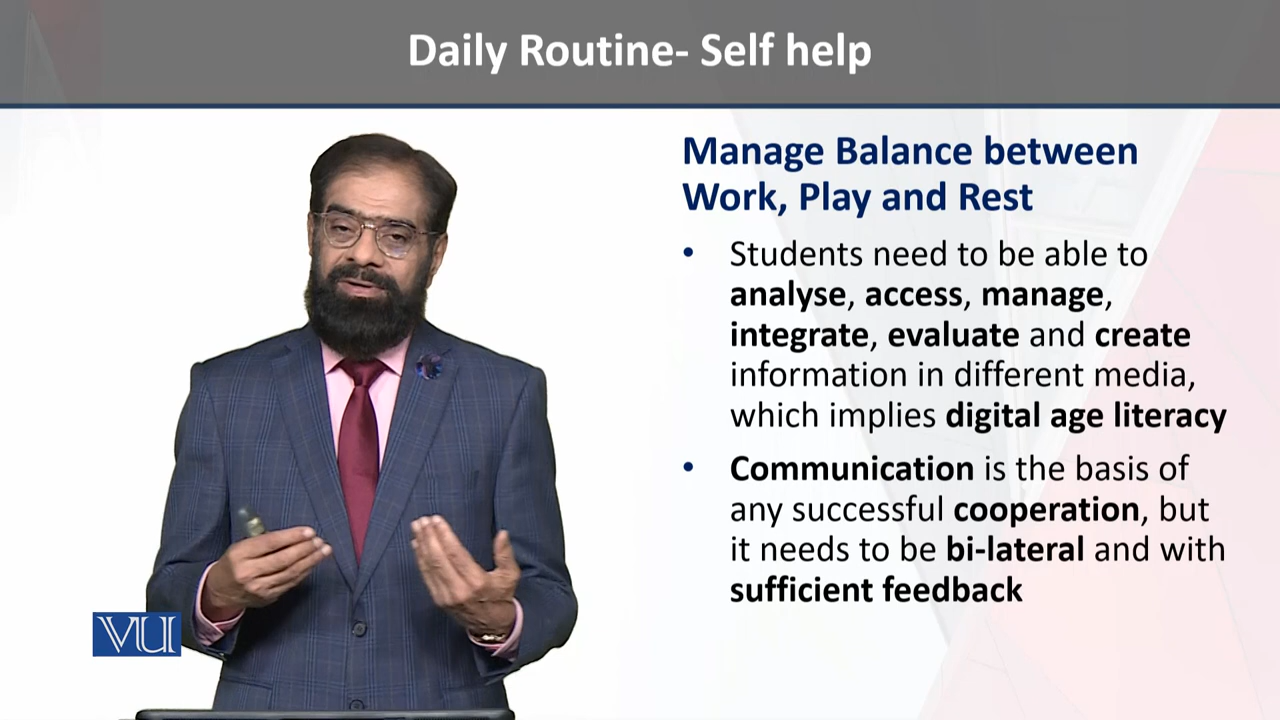 Daily Routine- Self help
Manage Balance between
Work, Play and Rest
• Students need to be able to
analyse, access, manage,
integrate, evaluate and create
information in different media,
which implies digital age literacy
• Communication is the basis of
any successful cooperation, but
it needs to be bi-lateral and with
sufficient feedback
VU